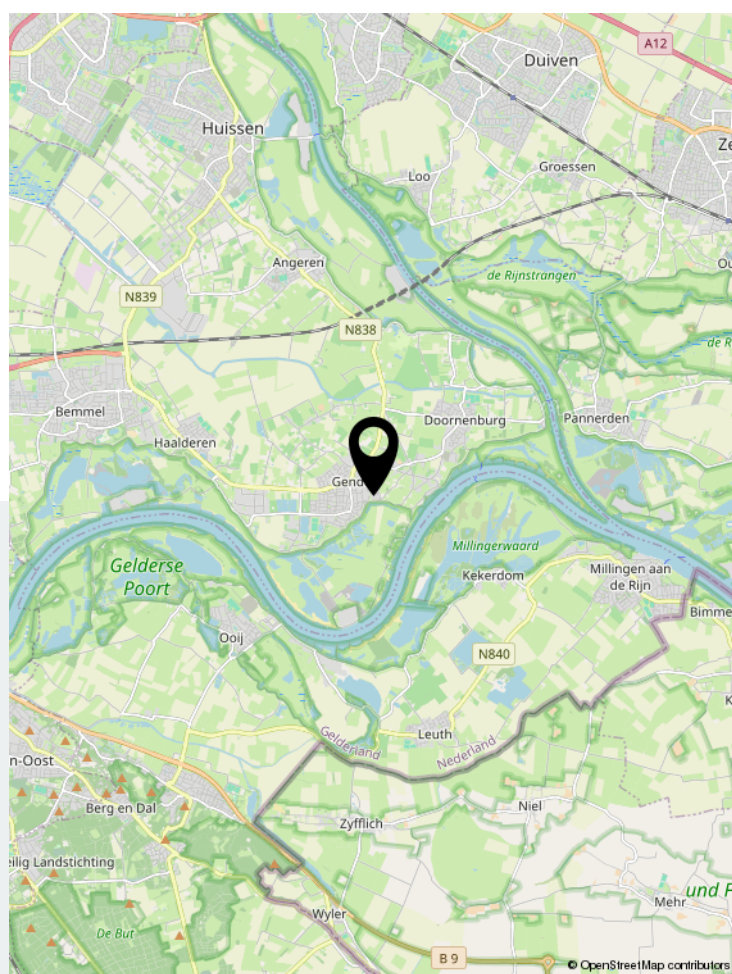 A12
Duiven
Huissen
Ze
Groessen
Loo
Angeren
de Rijnstrangen
N839
N838
de R
Bemmel
Doornenburg
Pannerden
Haalderen
Gend
Millingerwaard
Gelderse
Poort
Kekerdom
Millingen aan
de Rijn
Bimme
Ooij
N840
Leuth
Gelderland
Nederland
n-Oost
Berg en Dal
Niel
Zyfflich
eilig Landstichting
und F
Mehr
Wyler
De But
B 9
© OpenStreetMap contributors